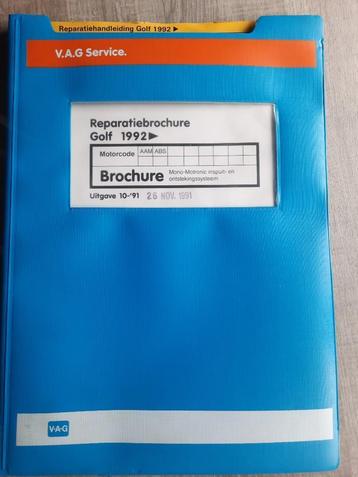 Reparatiehandleiding Golf 1992 ►
V.A.G Service.
Reparatiebrochure
Golf 1992 ►
Motorcode AAM ABS
Brochure Mono-Motronic inspuit- en
ontstekingssysteem
Uitgave 10-'91 26 NOV. 1991
V·A·G